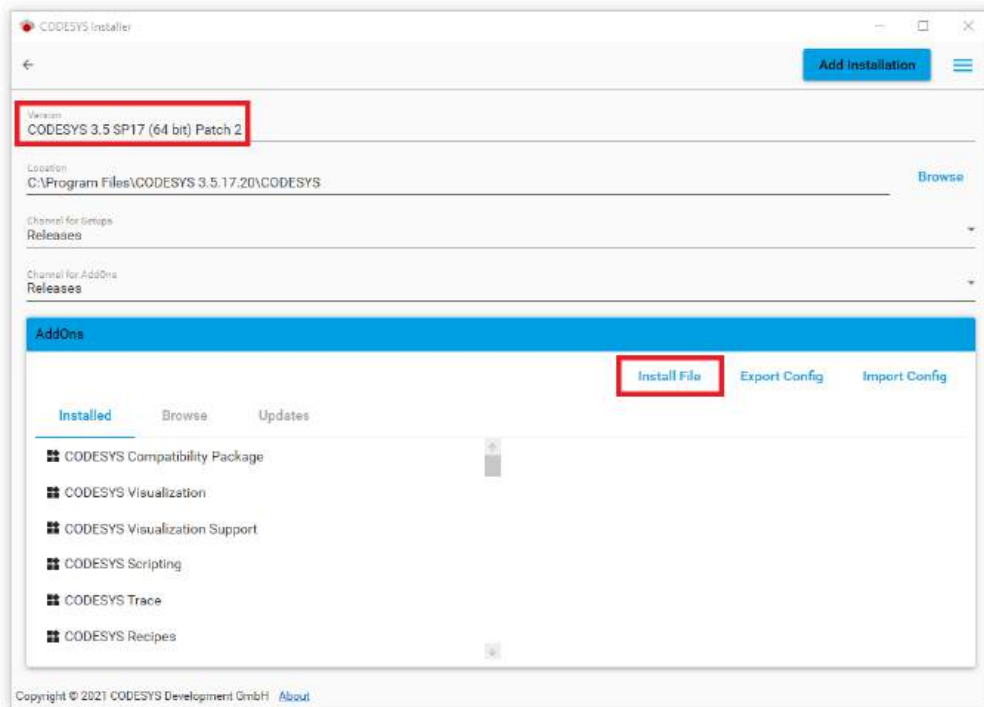 CODESYS Installer
Add Installation
Version
CODESYS 3.5 SP17 (64 bit) Patch 2
Location
C:\Program Files\CODESYS 3.5.17.20\CODESYS
Browse
Channel for Setups
Releases
Channel for AddOns
Releases
AddOns
Install File Export Config Import Config
Installed Browse Updates
CODESYS Compatibility Package
CODESYS Visualization
CODESYS Visualization Support
CODESYS Scripting
CODESYS Trace
CODESYS Recipes
Copyright © 2021 CODESYS Development GmbH About